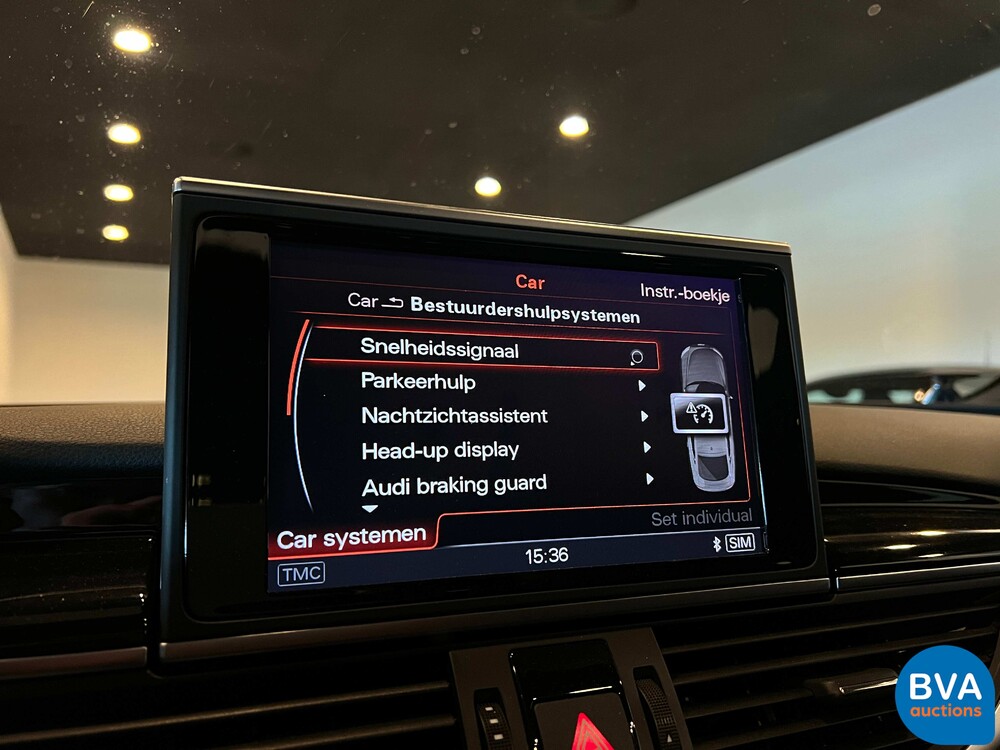 Car
Instr.-boekje
Car Bestuurdershulpsystemen
Snelheidssignaal
Parkeerhulp
Nachtzichtassistent
Head-up display
Audi braking guard
Set individual
Car systemen
15:36
SIM
TMC
BVA
auctions